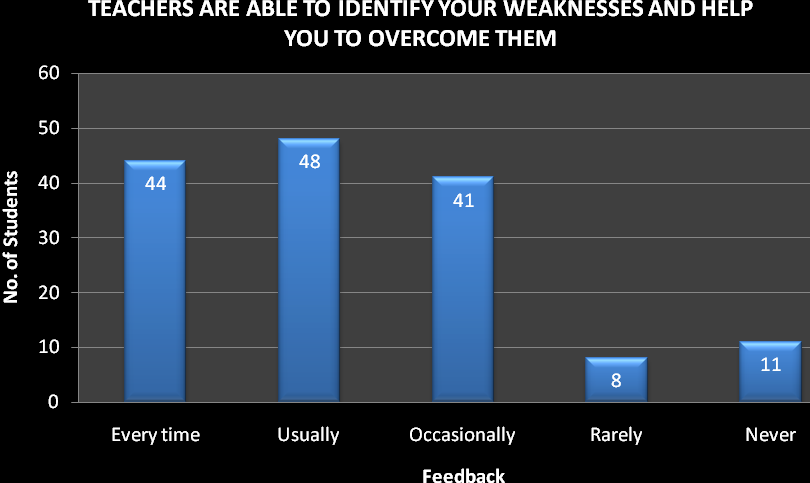 TEACHERS ARE ABLE TO IDENTIFY YOUR WEAKNESSES AND HELP
YOU TO OVERCOME THEM
60
50
40
30
20
10
0
No. of Students
44
48
41
8
11
Every time
Usually
Occasionally
Rarely
Never
Feedback